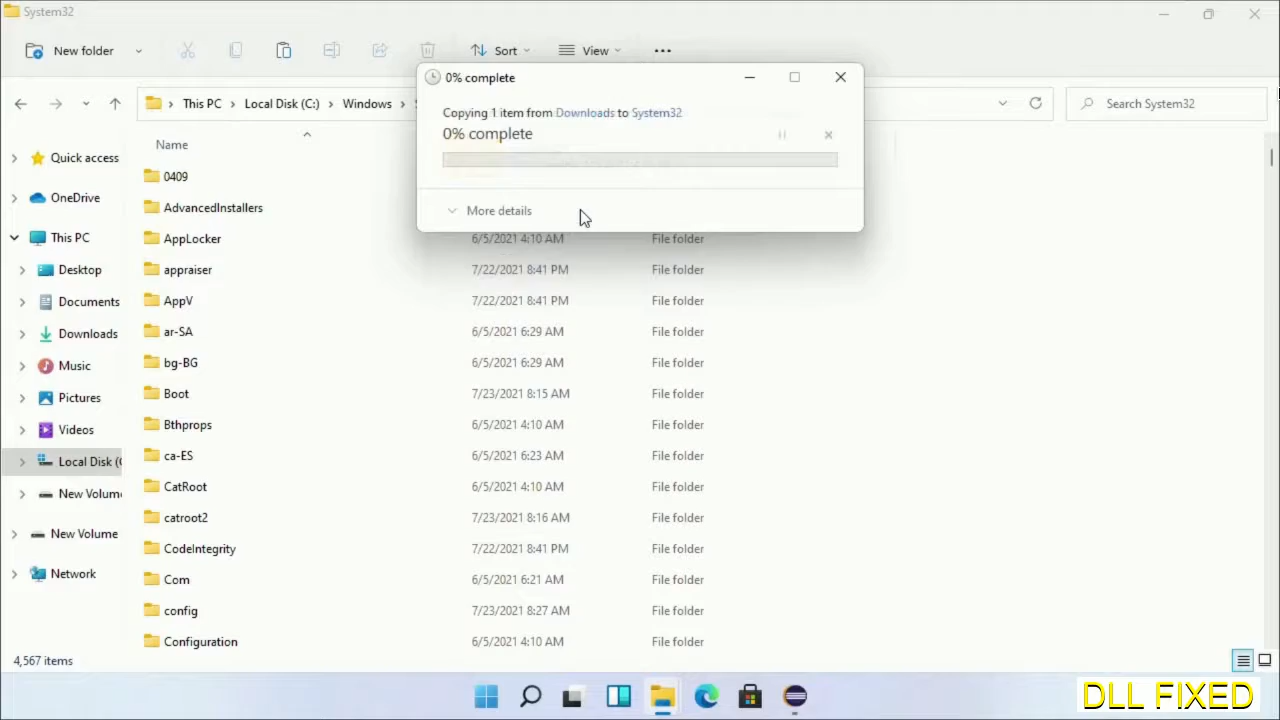 System32
New folder
Sort
View
0% complete
Copying 1 item from Downloads to System32
0% complete
More details
This PC
Local Disk (C:)
Windows
Search System32
Name
Quick access
OneDrive
This PC
Desktop
Documents
Downloads
Music
Pictures
Videos
Local Disk (
New Volum
New Volume
Network
0409
AdvancedInstallers
AppLocker 6/5/2021 4:10 AM File folder
appraiser 7/22/2021 8:41 PM File folder
AppV 7/22/2021 8:41 PM File folder
ar-SA 6/5/2021 6:29 AM File folder
bg-BG 6/5/2021 6:29 AM File folder
Boot 7/23/2021 8:15 AM File folder
Bthprops 6/5/2021 4:10 AM File folder
ca-ES 6/5/2021 6:23 AM File folder
CatRoot 6/5/2021 4:10 AM File folder
catroot2 7/23/2021 8:16 AM File folder
CodeIntegrity 7/22/2021 8:41 PM File folder
Com 6/5/2021 6:21 AM File folder
config 7/23/2021 8:27 AM File folder
Configuration 6/5/2021 4:10 AM File folder
4,567 items
DLL FIXED